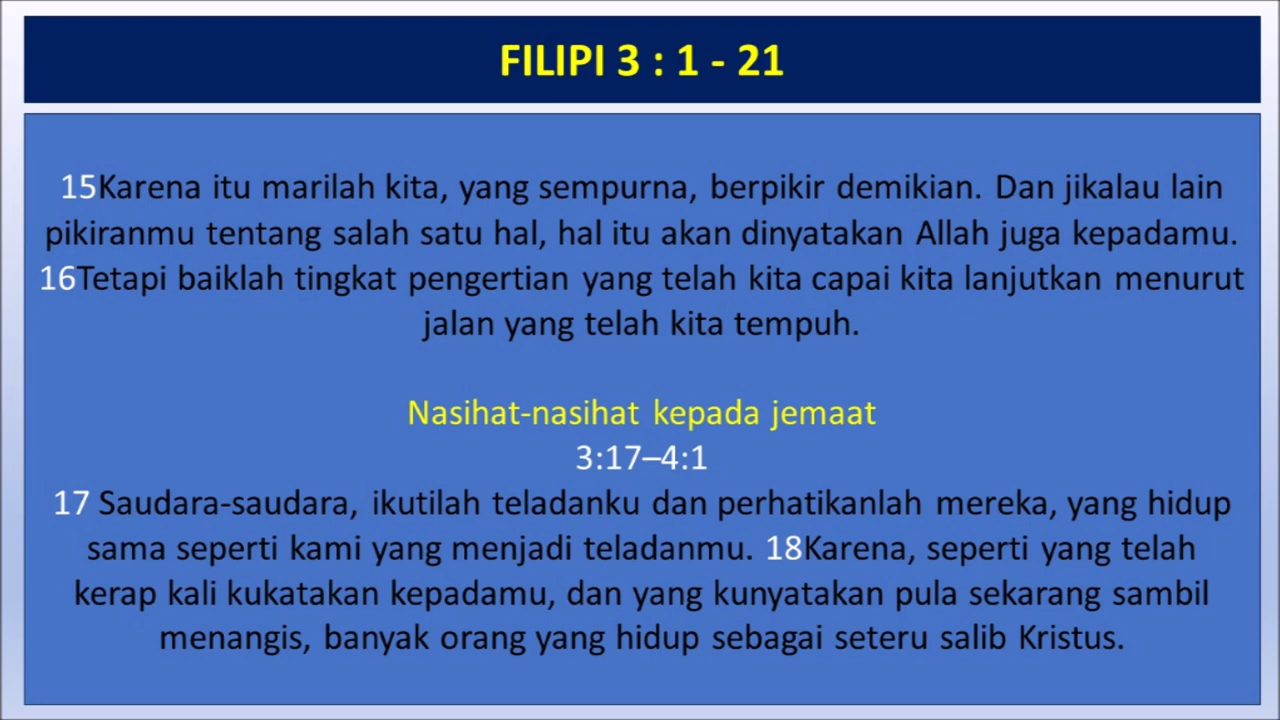 FILIPI 3 : 1 - 21
15Karena itu marilah kita, yang sempurna, berpikir demikian. Dan jikalau lain
pikiranmu tentang salah satu hal, hal itu akan dinyatakan Allah juga kepadamu.
16Tetapi baiklah tingkat pengertian yang telah kita capai kita lanjutkan menurut
jalan yang telah kita tempuh.
Nasihat-nasihat kepada jemaat
3:17–4:1
17 Saudara-saudara, ikutilah teladanku dan perhatikanlah mereka, yang hidup
sama seperti kami yang menjadi teladanmu. 18Karena, seperti yang telah
kerap kali kukatakan kepadamu, dan yang kunyatakan pula sekarang sambil
menangis, banyak orang yang hidup sebagai seteru salib Kristus.